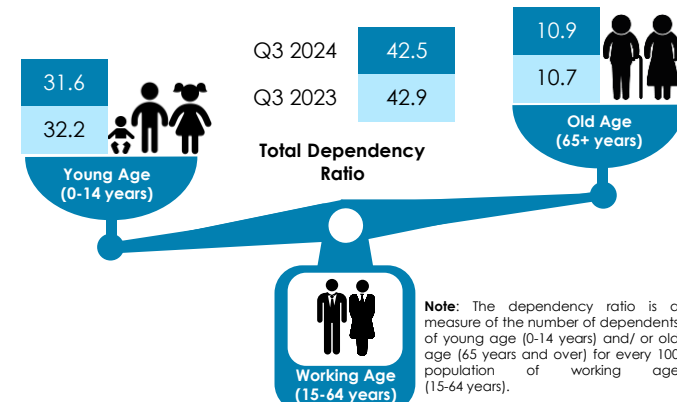 Q3 2024 42.5
Q3 2023 42.9
Total Dependency
Ratio
31.6
32.2
Young Age
(0-14 years)
10.9
10.7
Old Age
(65+ years)
Working Age
(15-64 years)
Note: The dependency ratio is a
measure of the number of dependents
of young age (0-14 years) and/ or old
age (65 years and over) for every 100
population of working age
(15-64 years).